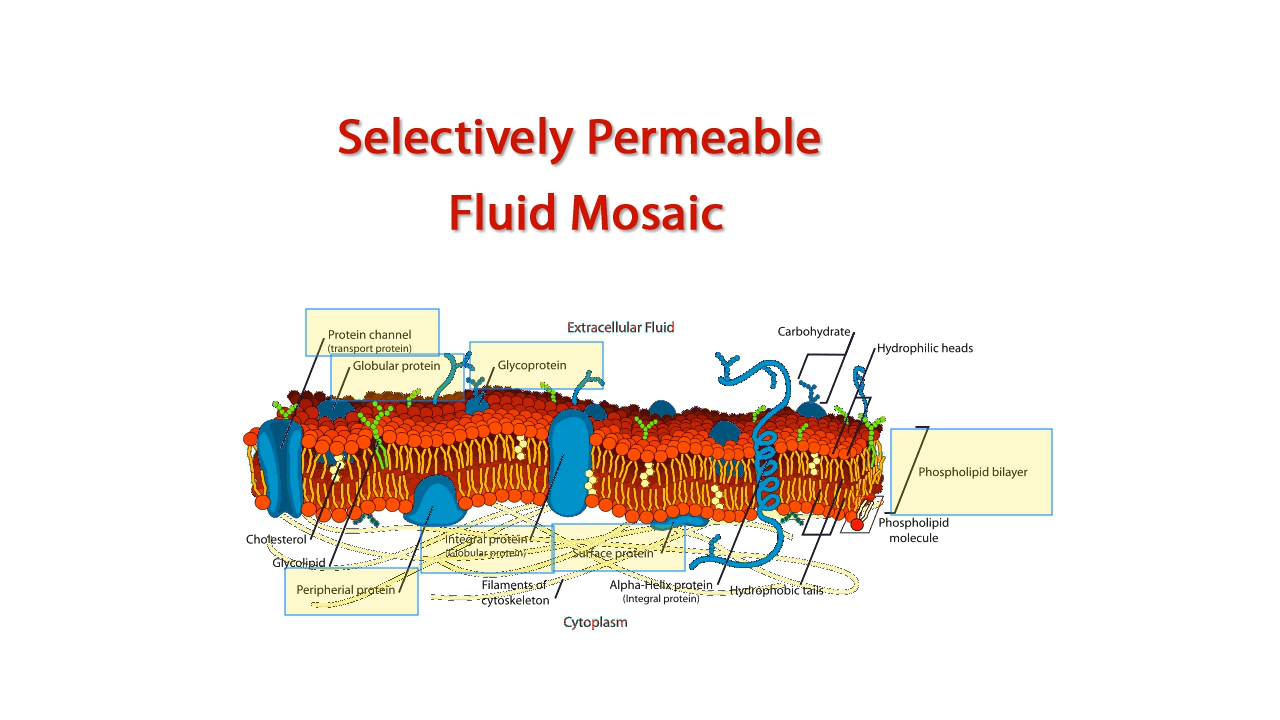 Selectively Permeable
Fluid Mosaic
Extracellular Fluid
Carbohydrate
Protein channel
(transport protein)
Hydrophilic heads
Globular protein
Glycoprotein
Phospholipid bilayer
Phospholipid
molecule
Cholesterol
Integral protein
(Globular protein)
Surface protein
Glycolipid
Peripherial protein
Filaments of
cytoskeleton
Alpha-Helix protein
(Integral protein)
Hydrophobic tails
Cytoplasm